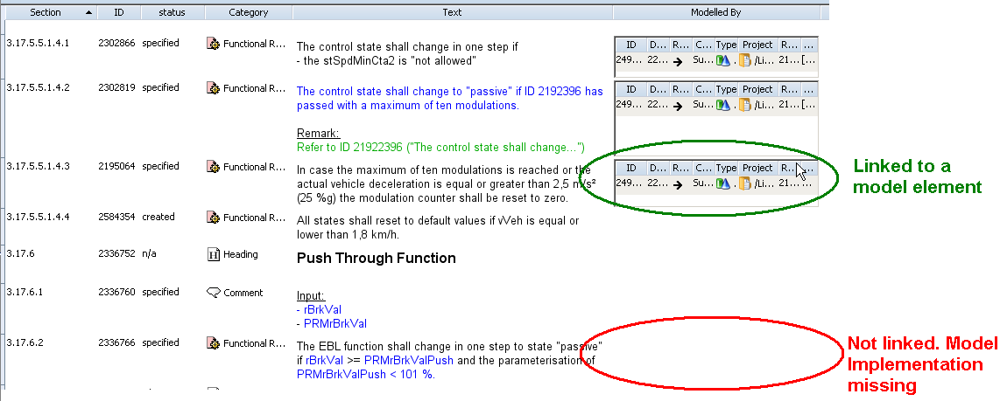 Section ID status Category Text Modelled By
3.17.5.5.1.4.1 2302866 specified Functional R... The control state shall change in one step if
- the stSpdMinCta2 is "not allowed"
ID D... R... C... Type Project R... ...
249... 22... Su... . /Li... 21... [...
3.17.5.5.1.4.2 2302819 specified Functional R... The control state shall change to "passive" if ID 2192396 has
passed with a maximum of ten modulations.
Remark:
Refer to ID 21922396 ("The control state shall change...")
ID D... R... C... Type Project R... ...
249... 22... Su... . /Li... 21... [...
3.17.5.5.1.4.3 2195064 specified Functional R... In case the maximum of ten modulations is reached or the
actual vehicle deceleration is equal or greater than 2,5 m/s²
(25 %g) the modulation counter shall be reset to zero.
ID D... R... C... Type Project R... ...
249... 22... Su... . /Li... 21... ...
Linked to a
model element
3.17.5.5.1.4.4 2584354 created Functional R... All states shall reset to default values if vVeh is equal or
lower than 1,8 km/h.
3.17.6 2336752 n/a H Heading Push Through Function
3.17.6.1 2336760 specified Comment Input:
- rBrkVal
- PRMrBrkVal
3.17.6.2 2336766 specified Functional R... The EBL function shall change in one step to state "passive"
if rBrkVal >= PRMrBrkValPush and the parameterisation of
PRMrBrkValPush < 101 %.
Not linked. Model
Implementation
missing